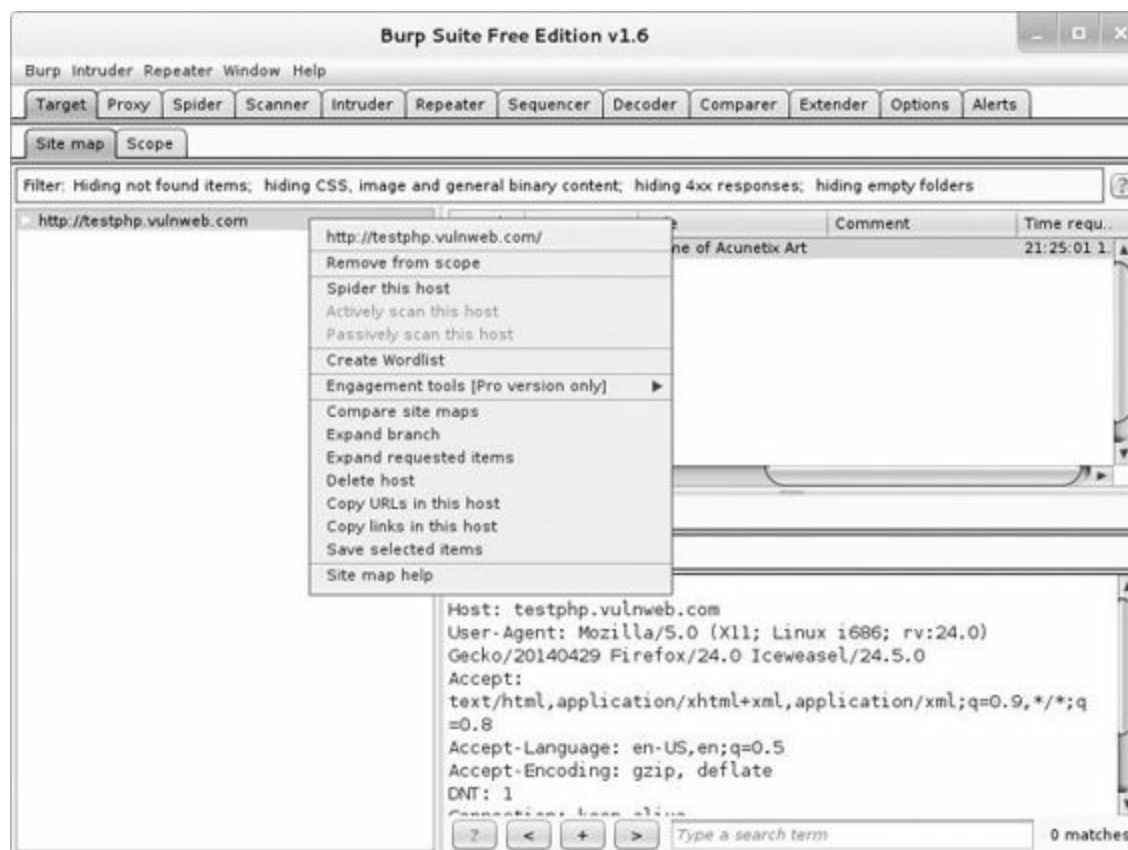 Burp Suite Free Edition v1.6
Burp Intruder Repeater Window Help
Target Proxy Spider Scanner Intruder Repeater Sequencer Decoder Comparer Extender Options Alerts
Site map Scope
Filter: Hiding not found items; hiding CSS, image and general binary content; hiding 4xx responses; hiding empty folders ?
http://testphp.vulnweb.com
Comment Time requ..
of Acunetix Art 21:25:01 1.
http://testphp.vulnweb.com/
Remove from scope
Spider this host
Actively scan this host
Passively scan this host
Create Wordlist
Engagement tools [Pro version only]
Compare site maps
Expand branch
Expand requested items
Delete host
Copy URLs in this host
Copy links in this host
Save selected items
Site map help
Host: testphp.vulnweb.com
User-Agent: Mozilla/5.0 (X11; Linux i686; rv:24.0)
Gecko/20140429 Firefox/24.0 Iceweasel/24.5.0
Accept:
text/html,application/xhtml+xml,application/xml;q=0.9,*/*;q
=0.8
Accept-Language: en-US,en;q=0.5
Accept-Encoding: gzip, deflate
DNT: 1
? < + > Type a search term 0 matches